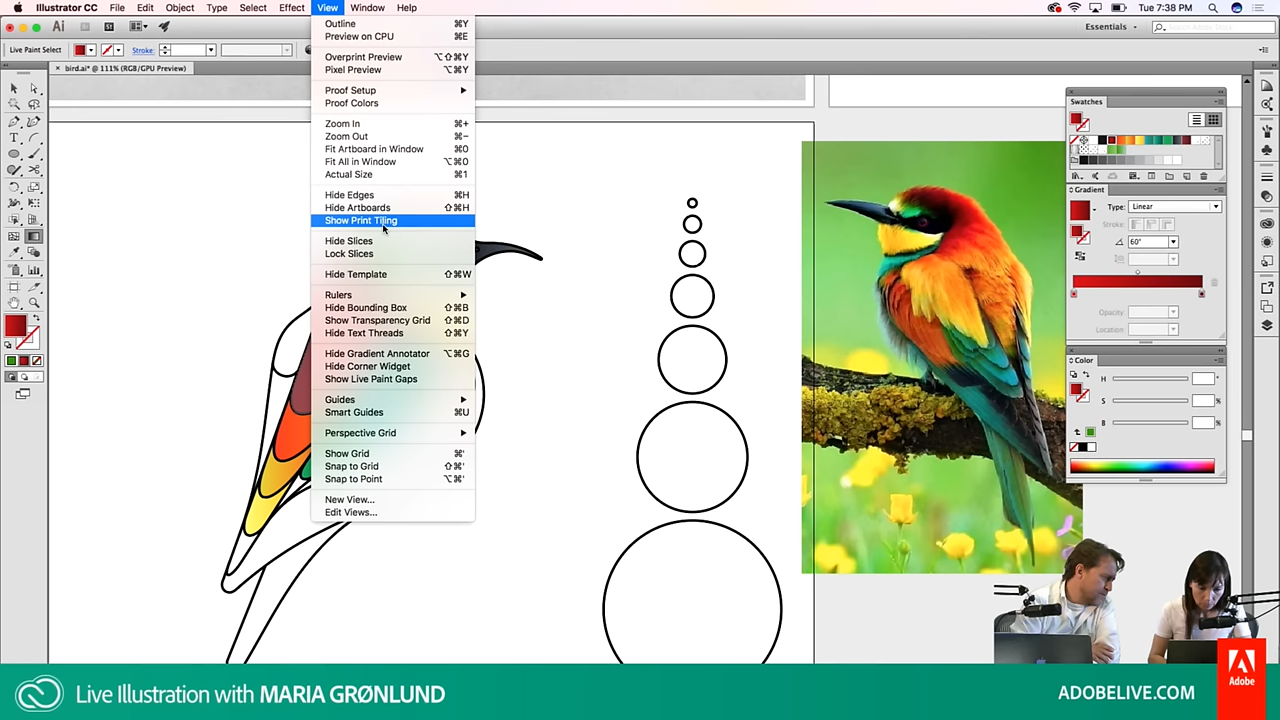 Illustrator CC File Edit Object Type Select Effect View Window Help
Tue 7:38 PM
Ai Br St
Essentials
Live Paint Select
Stroke:
× bird.ai* @ 111% (RGB/GPU Preview)
Outline ⌘Y
Preview on CPU ⌘E
Overprint Preview ⌥⇧⌘Y
Pixel Preview ⌥⌘Y
Proof Setup
Proof Colors
Zoom In ⌘+
Zoom Out ⌘−
Fit Artboard in Window ⌘0
Fit All in Window ⌥⌘0
Actual Size ⌘1
Hide Edges ⌘H
Hide Artboards ⇧⌘H
Show Print Tiling
Hide Slices
Lock Slices
Hide Template ⇧⌘W
Rulers
Hide Bounding Box ⇧⌘B
Show Transparency Grid ⇧⌘D
Hide Text Threads ⇧⌘Y
Hide Gradient Annotator ⌥⌘G
Hide Corner Widget
Show Live Paint Gaps
Guides
Smart Guides ⌘U
Perspective Grid
Show Grid ⌘'
Snap to Grid ⇧⌘'
Snap to Point ⌥⌘'
New View...
Edit Views...
Swatches
Gradient
Type: Linear
Stroke:
60°
Opacity:
Location:
Color
H °
S %
B %
Live Illustration with MARIA GRØNLUND
ADOBELIVE.COM
Adobe